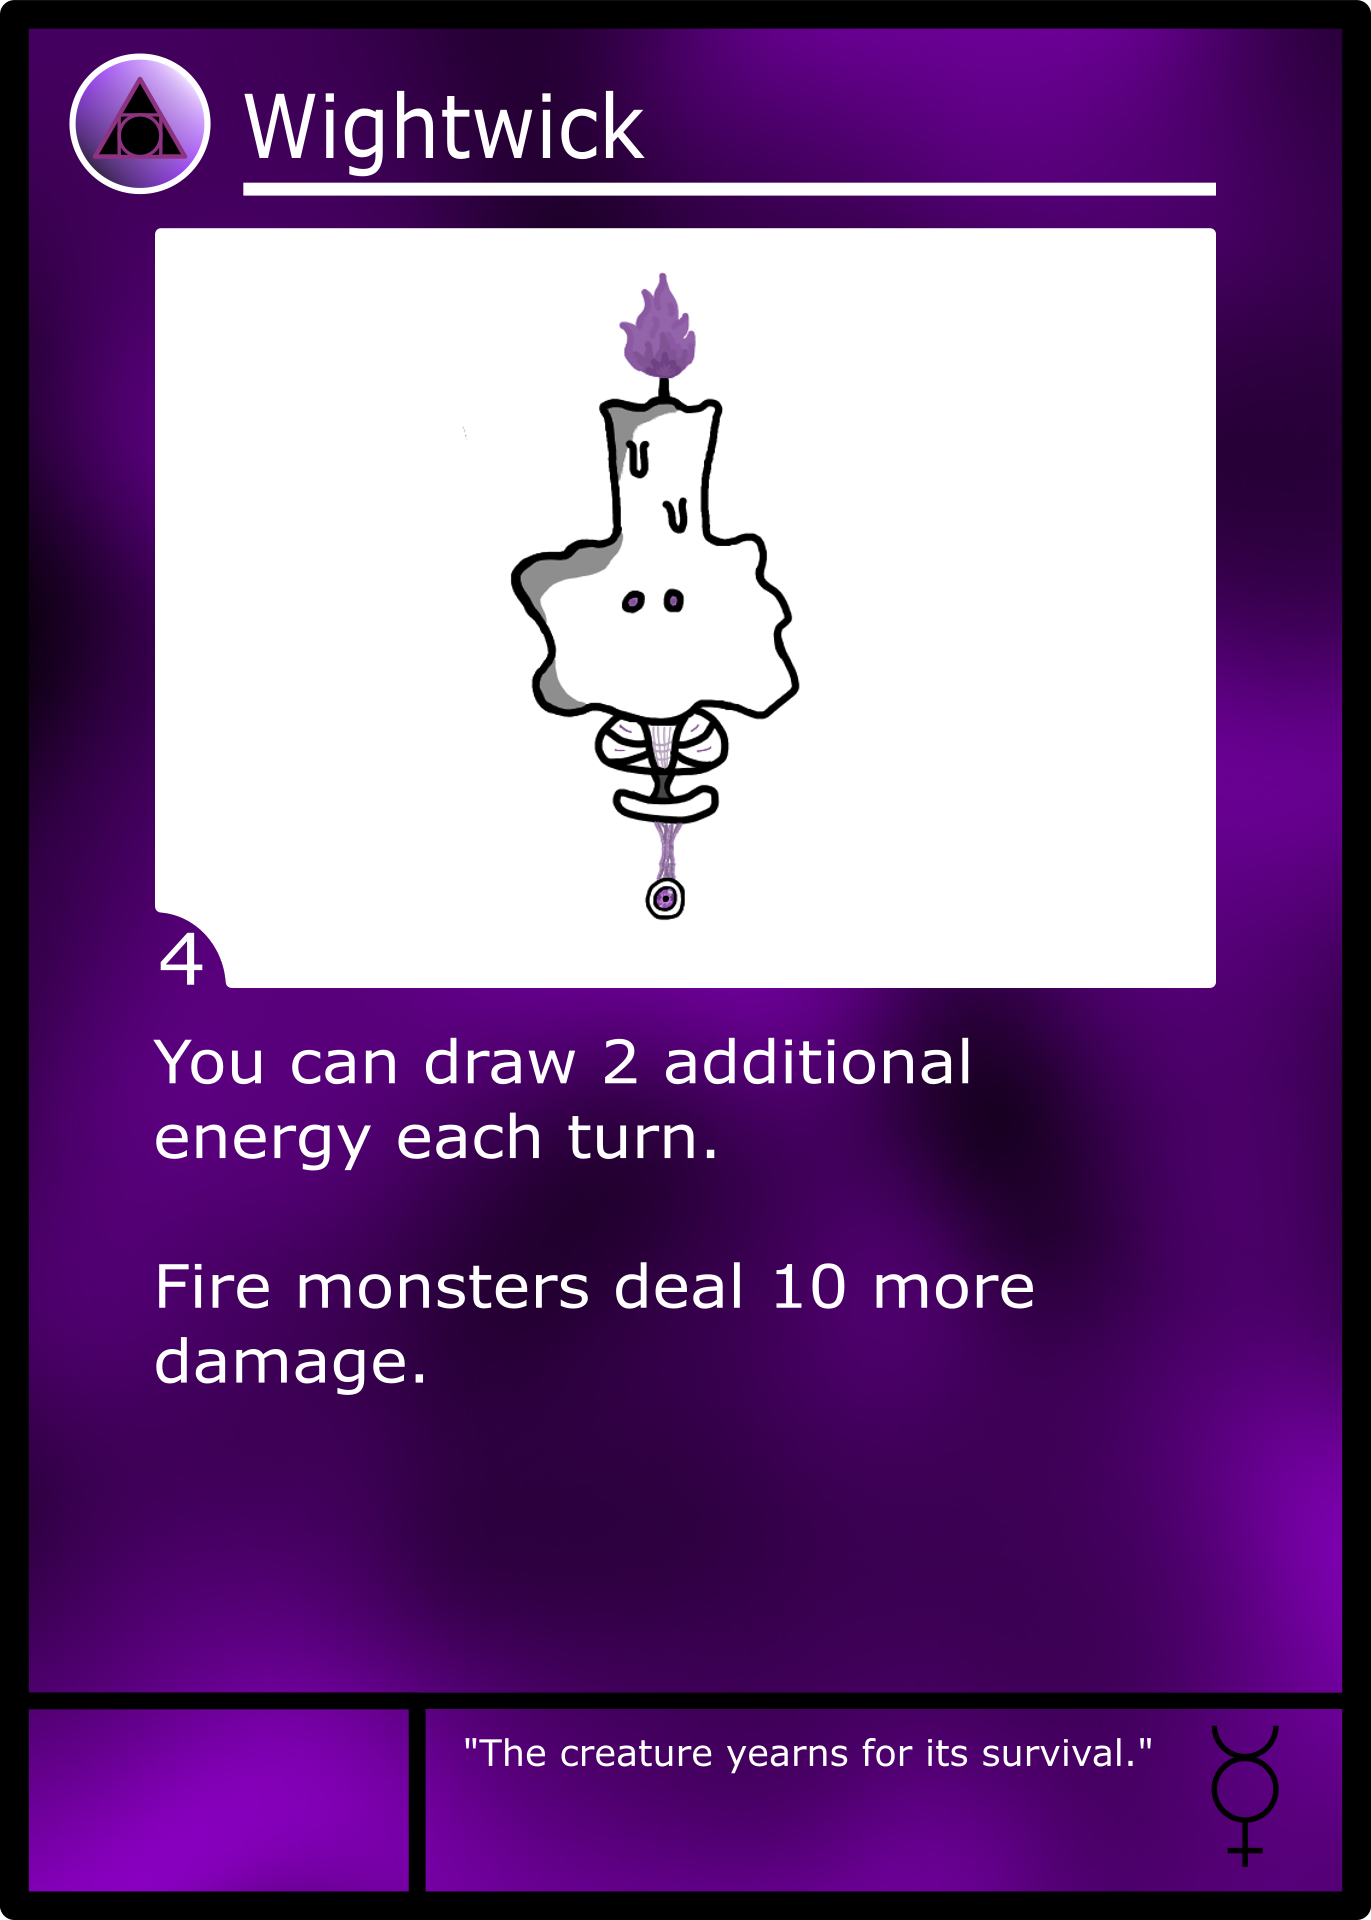 Wightwick
4
You can draw 2 additional
energy each turn.
Fire monsters deal 10 more
damage.
"The creature yearns for its survival."